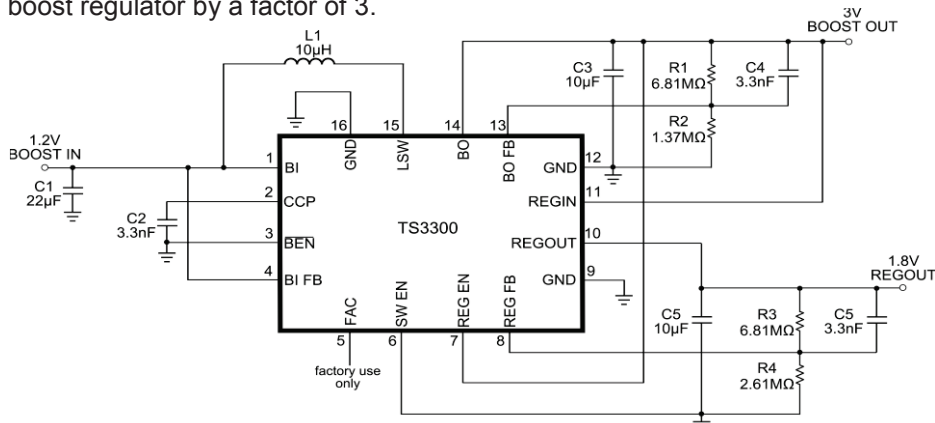 boost regulator by a factor of 3.
3V
BOOST OUT
L1
10µH
C3
10µF
R1
6.81MΩ
C4
3.3nF
R2
1.37MΩ
16
15
14
13
GND
LSW
BO
BO FB
1.2V
BOOST IN
C1
22µF
C2
3.3nF
1
BI
2
CCP
3
BEN
4
BI FB
TS3300
GND
12
REGIN
11
REGOUT
10
GND
9
FAC
SW EN
REG EN
REG FB
5
6
7
8
factory use
only
1.8V
REGOUT
C5
10µF
R3
6.81MΩ
C5
3.3nF
R4
2.61MΩ